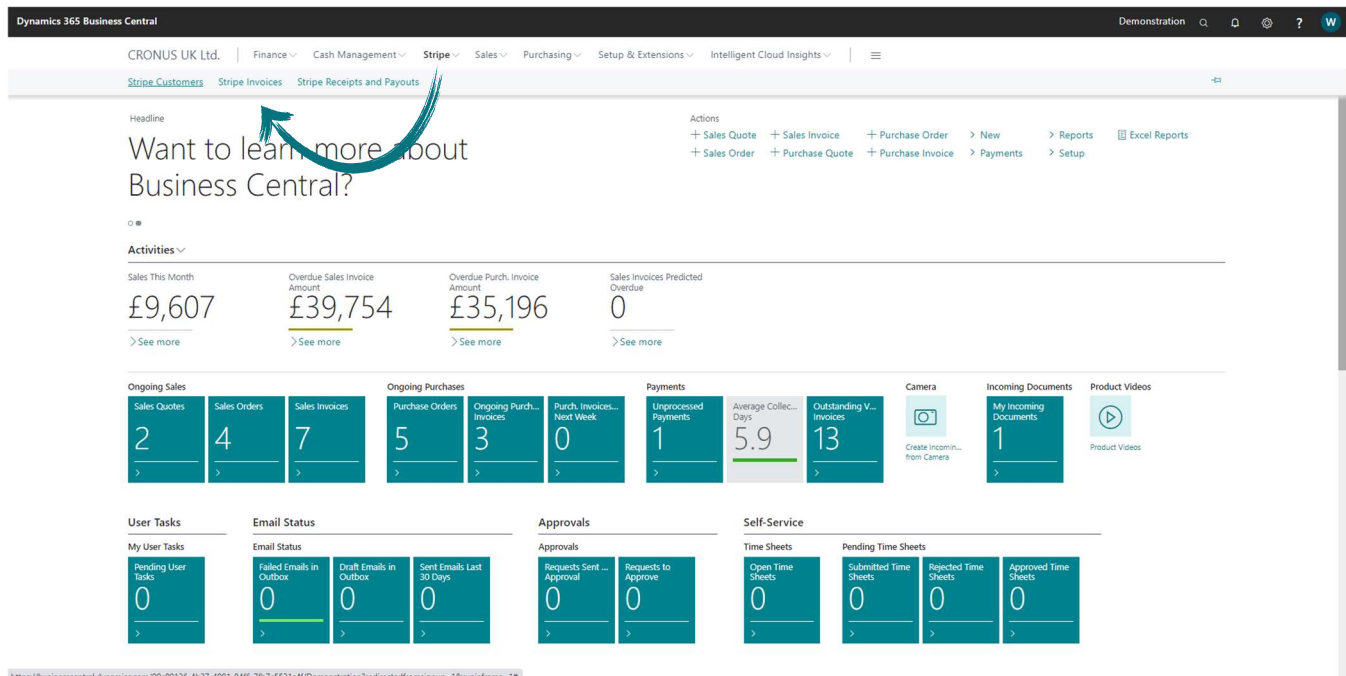 Dynamics 365 Business Central
Demonstration
?
W
CRONUS UK Ltd.
Finance
Cash Management
Stripe
Sales
Purchasing
Setup & Extensions
Intelligent Cloud Insights
Stripe Customers
Stripe Invoices
Stripe Receipts and Payouts
Headline
Want to learn more about
Business Central?
Actions
+ Sales Quote
+ Sales Invoice
+ Purchase Order
> New
> Reports
Excel Reports
+ Sales Order
+ Purchase Quote
+ Purchase Invoice
> Payments
> Setup
Activities
Sales This Month
£9,607
> See more
Overdue Sales Invoice
Amount
£39,754
> See more
Overdue Purch. Invoice
Amount
£35,196
> See more
Sales Invoices Predicted
Overdue
0
> See more
Ongoing Sales
Sales Quotes
2
>
Sales Orders
4
>
Sales Invoices
7
>
Ongoing Purchases
Purchase Orders
5
>
Ongoing Purch...
Invoices
3
>
Purch. Invoices...
Next Week
0
>
Payments
Unprocessed
Payments
1
>
Average Collec...
Days
5.9
Outstanding V...
Invoices
13
>
Camera
Create Incomin...
from Camera
Incoming Documents
My Incoming
Documents
1
>
Product Videos
Product Videos
User Tasks
My User Tasks
Pending User
Tasks
0
>
Email Status
Email Status
Failed Emails in
Outbox
0
>
Draft Emails in
Outbox
0
>
Sent Emails Last
30 Days
0
>
Approvals
Approvals
Requests Sent ...
Approval
0
>
Requests to
Approve
0
>
Self-Service
Time Sheets
Open Time
Sheets
0
>
Pending Time Sheets
Submitted Time
Sheets
0
>
Rejected Time
Sheets
0
>
Approved Time
Sheets
0
>